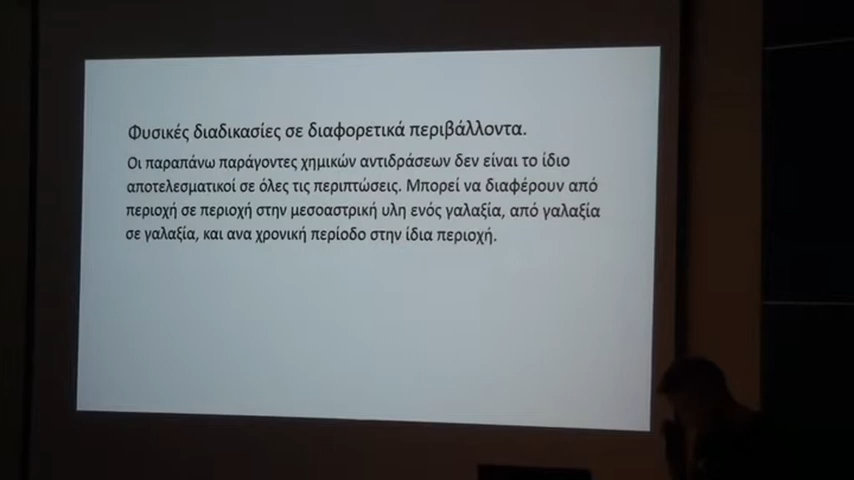 Φυσικές διαδικασίες σε διαφορετικά περιβάλλοντα.
Οι παραπάνω παράγοντες χημικών αντιδράσεων δεν είναι το ίδιο
αποτελεσματικοί σε όλες τις περιπτώσεις. Μπορεί να διαφέρουν από
περιοχή σε περιοχή στην μεσοαστρική υλη ενός γαλαξία, από γαλαξία
σε γαλαξία, και ανα χρονική περίοδο στην ίδια περιοχή.